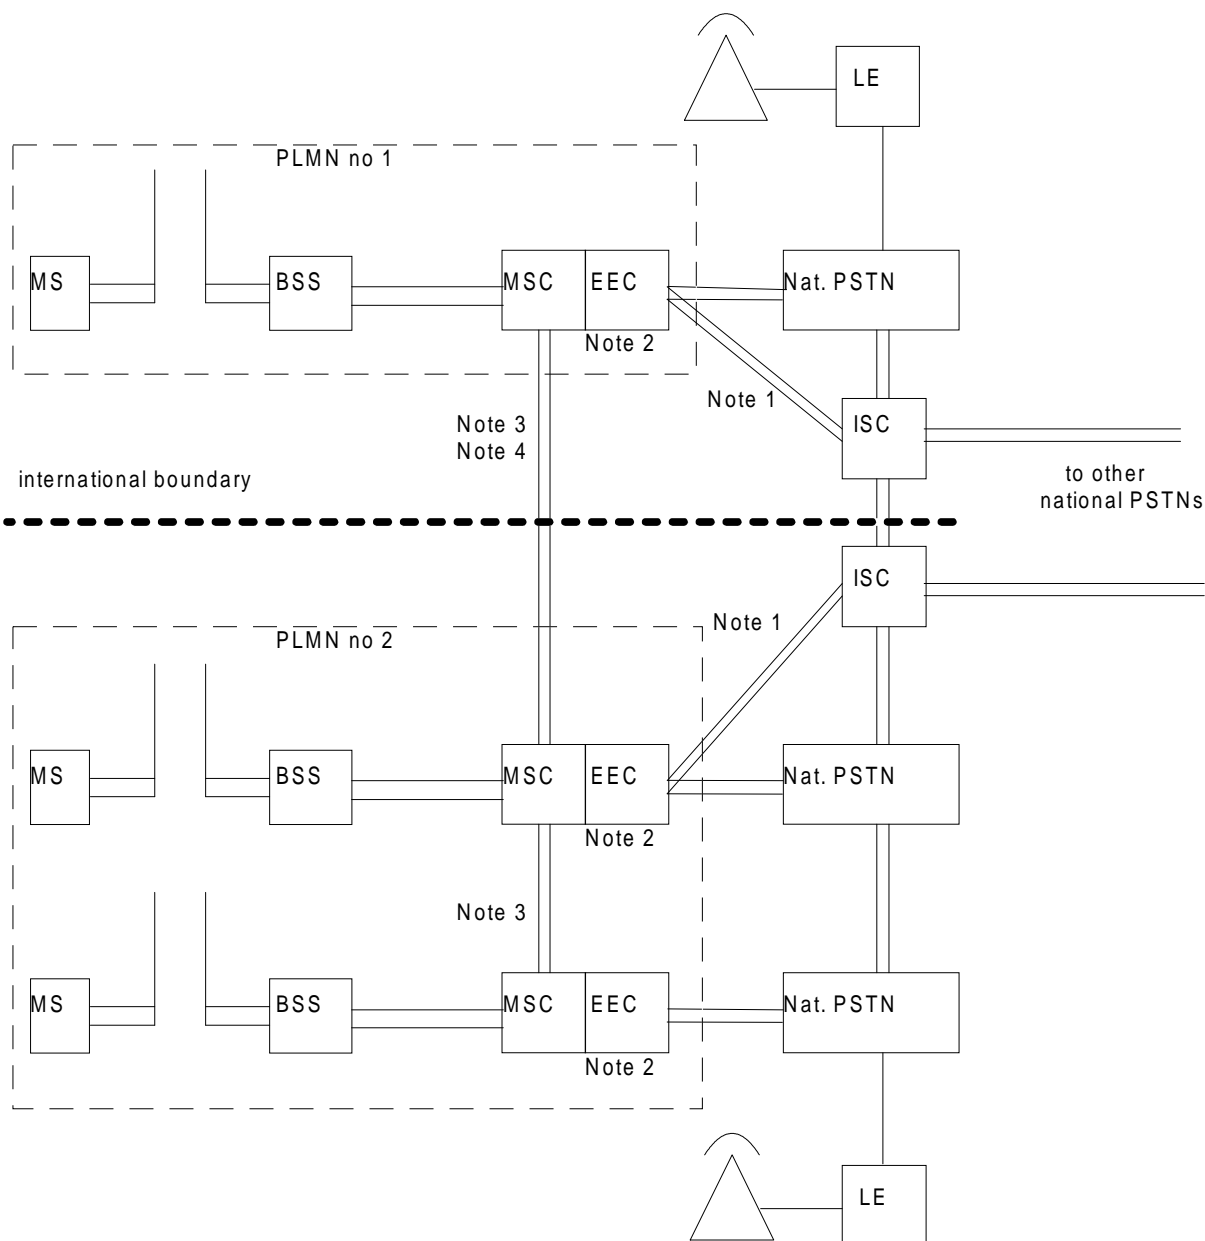 LE
PLMN no 1
MS
BSS
MSC
EEC
Nat. PSTN
Note 2
Note 1
Note 3
Note 4
ISC
to other
national PSTNs
international boundary
ISC
Note 1
PLMN no 2
MS
BSS
MSC
EEC
Nat. PSTN
Note 2
Note 3
MS
BSS
MSC
EEC
Nat. PSTN
Note 2
LE